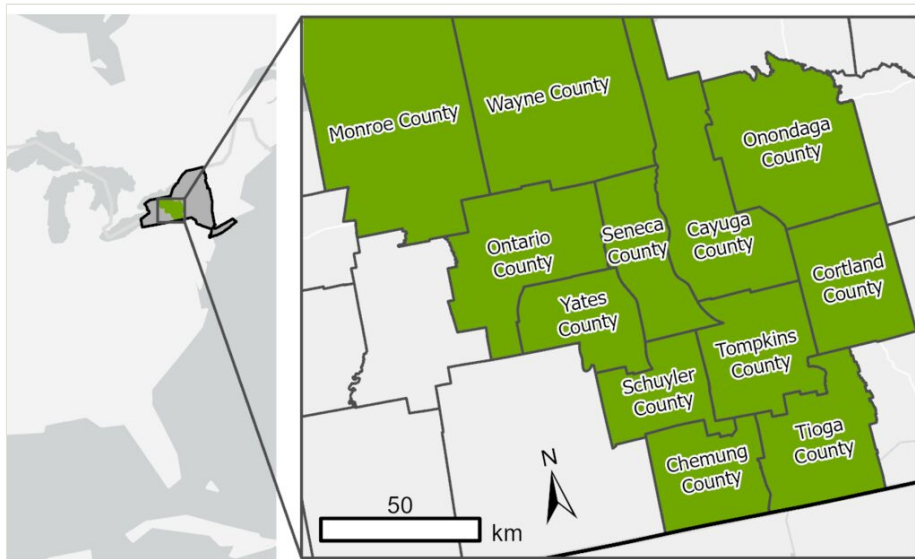 Monroe County
Wayne County
Onondaga
County
Ontario
County
Seneca
County
Cayuga
County
Cortland
County
Yates
County
Tompkins
County
Schuyler
County
Chemung
County
Tioga
County
N
50
km